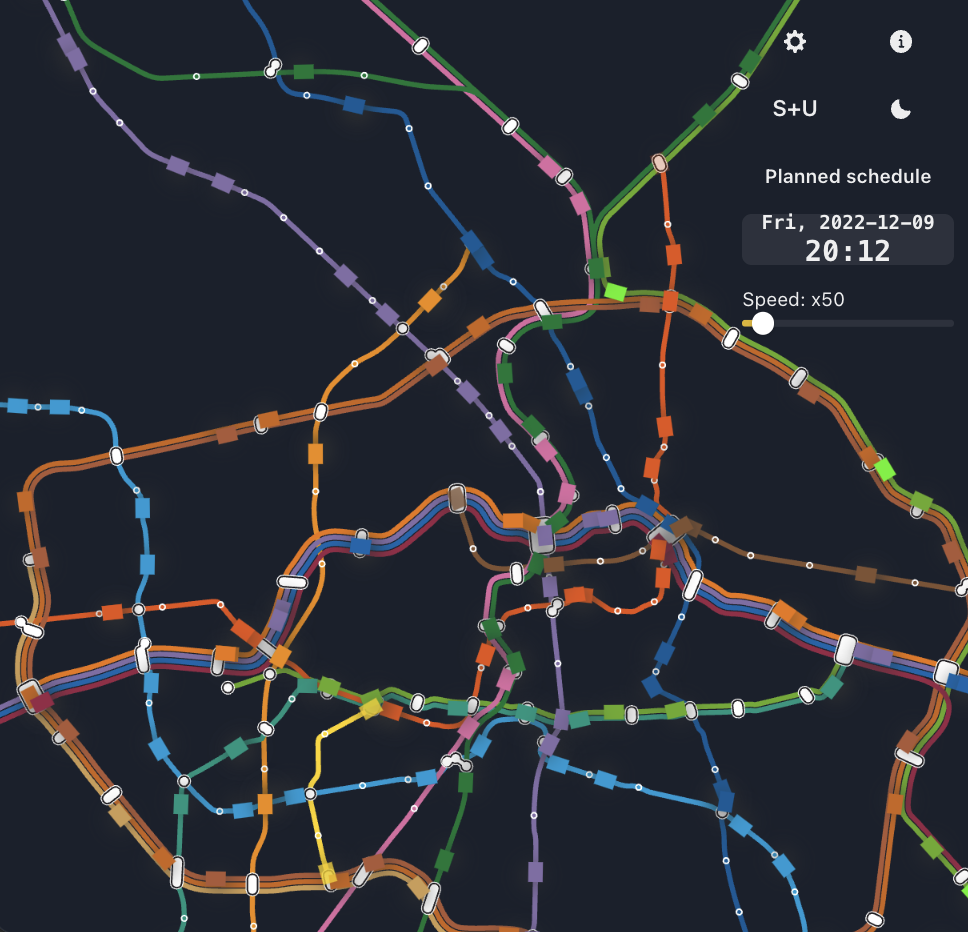 S+U
Planned schedule
Fri, 2022-12-09
20:12
Speed: x50